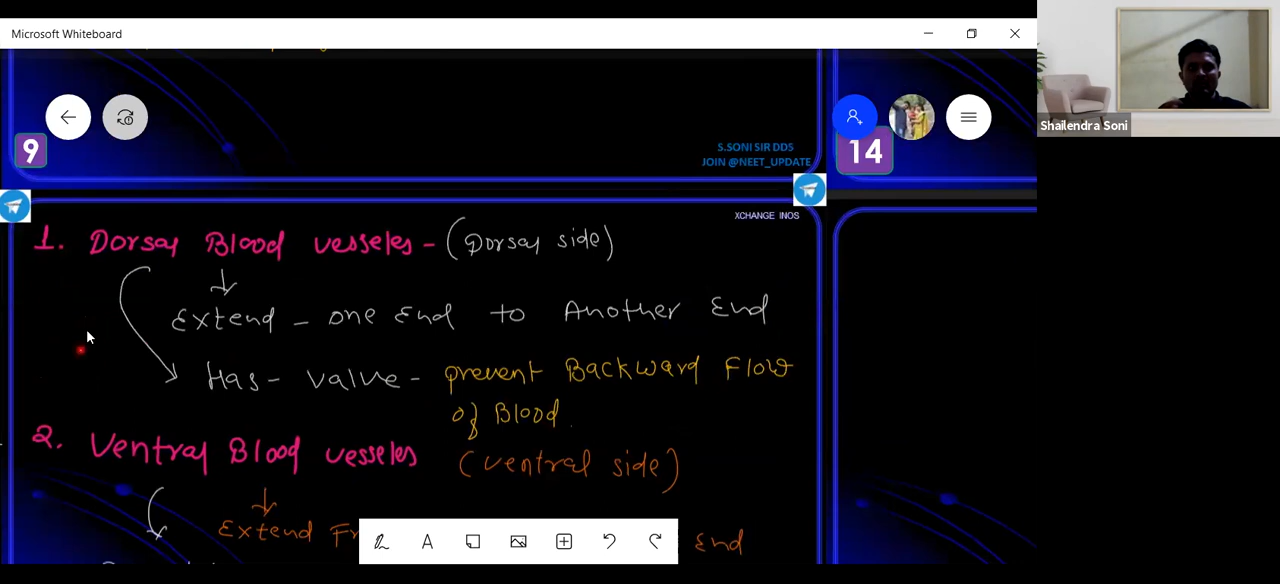 Microsoft Whiteboard
9
S.SONI SIR DDS
JOIN @NEET_UPDATE
14
Shailendra Soni
XCHANGE INOS
1. Dorsal Blood vesseles - (Dorsal side)
Extend - one End to Another End
Has - valve - prevent Backward Flow
of Blood.
2. Ventral Blood vesseles (ventral side)
Extend Fr
End